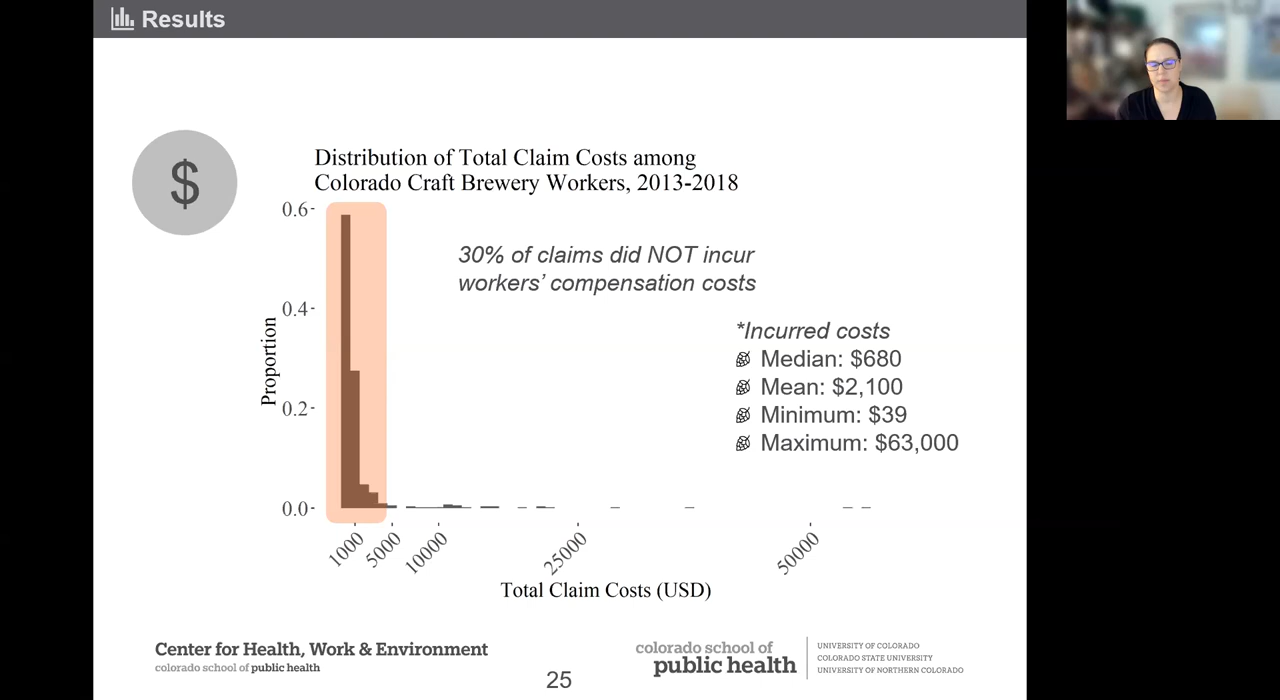 Results
$
Distribution of Total Claim Costs among
Colorado Craft Brewery Workers, 2013-2018
0.6
0.4
0.2
0.0
Proportion
30% of claims did NOT incur
workers’ compensation costs
*Incurred costs
Median: $680
Mean: $2,100
Minimum: $39
Maximum: $63,000
1000 5000 10000 25000 50000
Total Claim Costs (USD)
Center for Health, Work & Environment
colorado school of public health
25
colorado school of
public health
UNIVERSITY OF COLORADO
COLORADO STATE UNIVERSITY
UNIVERSITY OF NORTHERN COLORADO